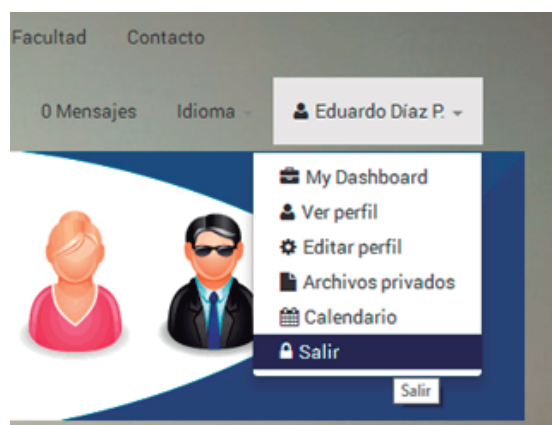 Facultad Contacto
0 Mensajes Idioma Eduardo Díaz P.
My Dashboard
Ver perfil
Editar perfil
Archivos privados
Calendario
Salir
Salir